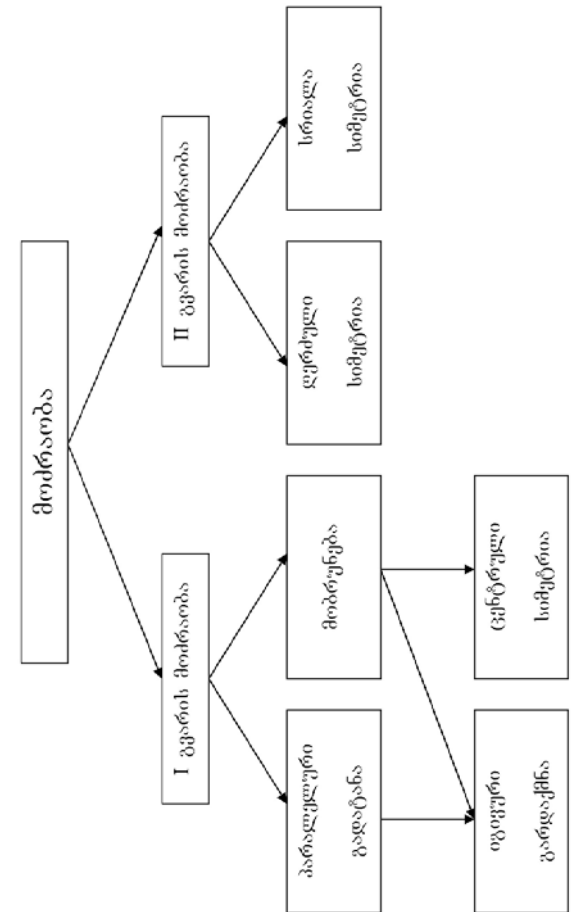 მოძრაობა
I გვარის მოძრაობა
II გვარის მოძრაობა
პარალელური
გადატანა
მობრუნება
ღერძული
სიმეტრია
სრიალა
სიმეტრია
იგივური
გარდაქმნა
ცენტრული
სიმეტრია